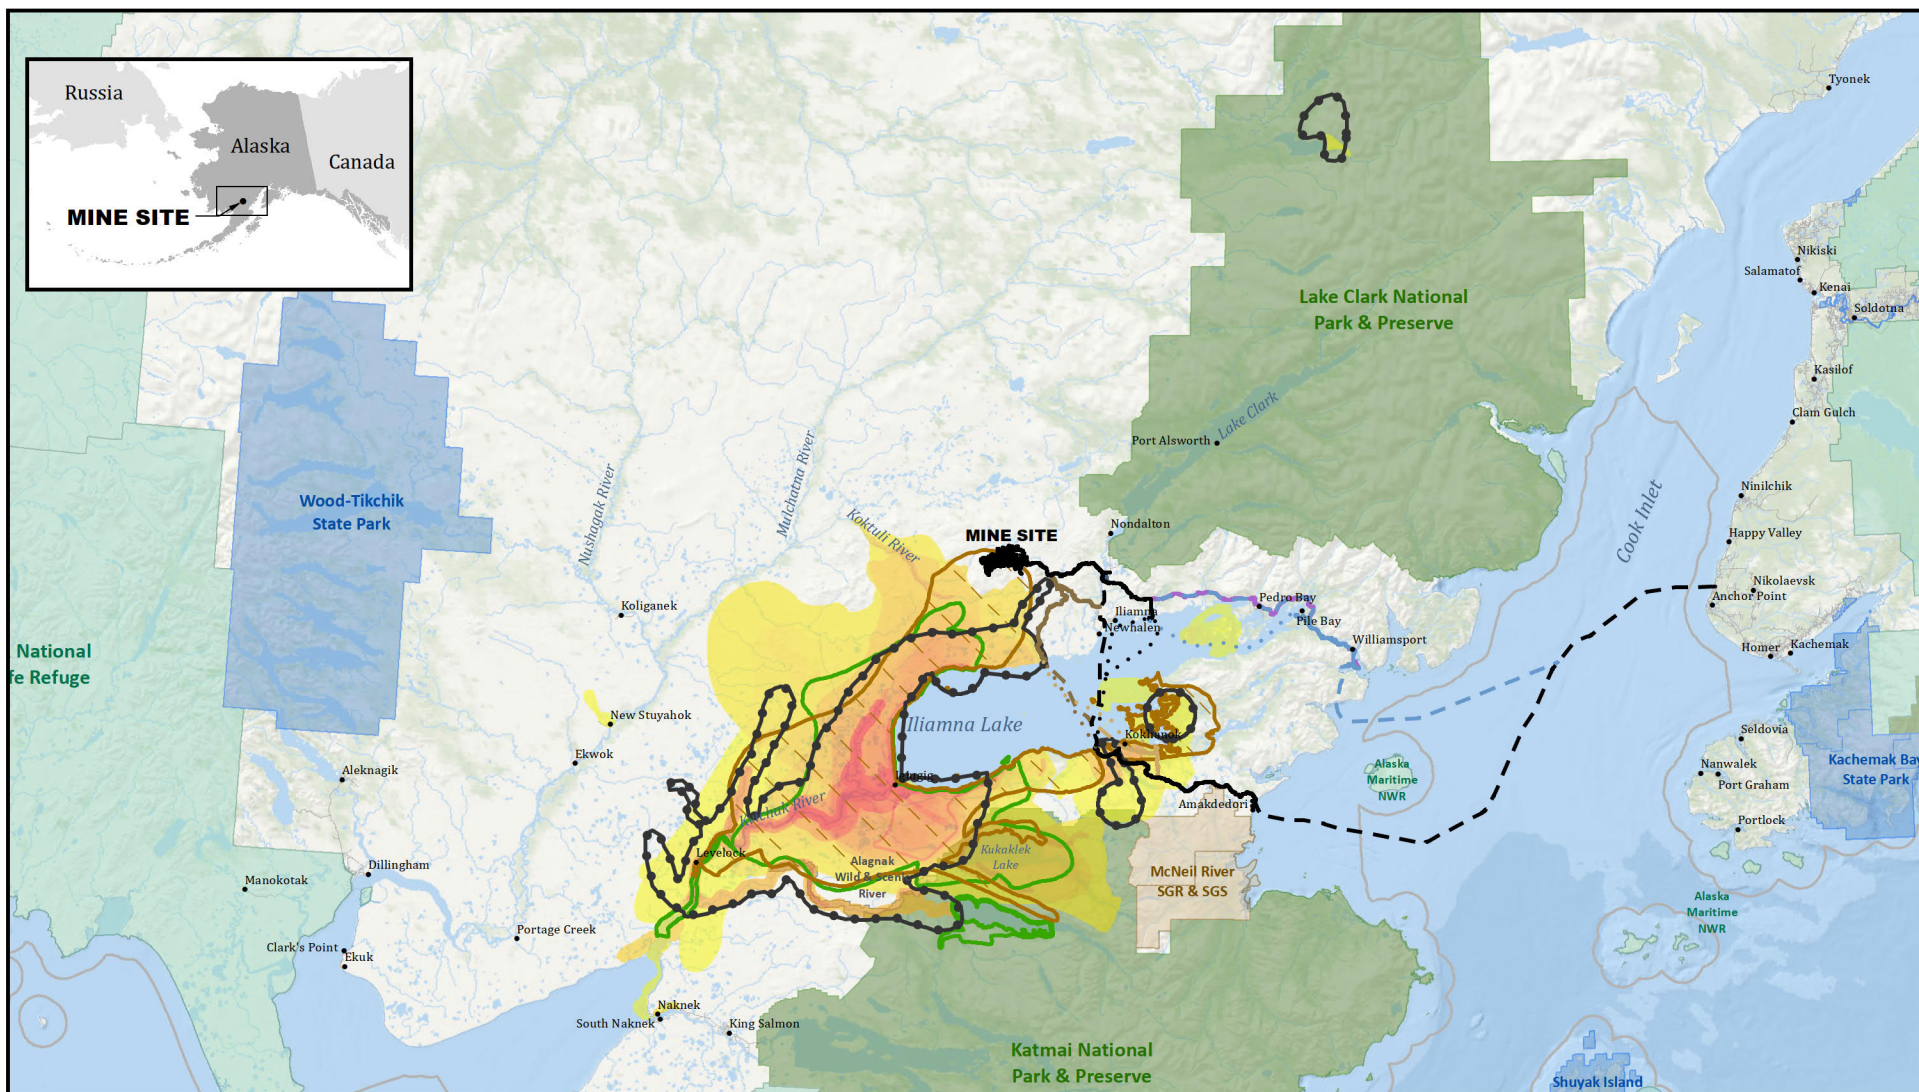 Russia
Alaska
Canada
MINE SITE
Tyonek
Nikiski
Salamatof
Kenai
Soldotna
Lake Clark National
Park & Preserve
Kasilof
Clam Gulch
Lake Clark
Port Alsworth
Wood-Tikchik
State Park
Nushagak River
Mulchatna River
Koktuli River
Cook Inlet
Ninilchik
MINE SITE
Nondalton
Happy Valley
Nikolaevsk
Anchor Point
Koliganek
Iliamna
Newhalen
Pedro Bay
Pile Bay
Williamsport
Homer
Kachemak
National
fe Refuge
New Stuyahok
Iliamna Lake
Kokhanok
Seldovia
Ekwok
Aleknagik
Igiugig
Kvichak River
Alaska
Maritime
NWR
Nanwalek
Port Graham
Kachemak Bay
State Park
Amakdedori
Portlock
Levelock
Alagnak
Wild & Scenic
River
Kukaklek
Lake
McNeil River
SGR & SGS
Dillingham
Manokotak
Alaska
Maritime
NWR
Portage Creek
Clark's Point
Ekuk
Naknek
South Naknek
King Salmon
Katmai National
Park & Preserve
Shuyak Island